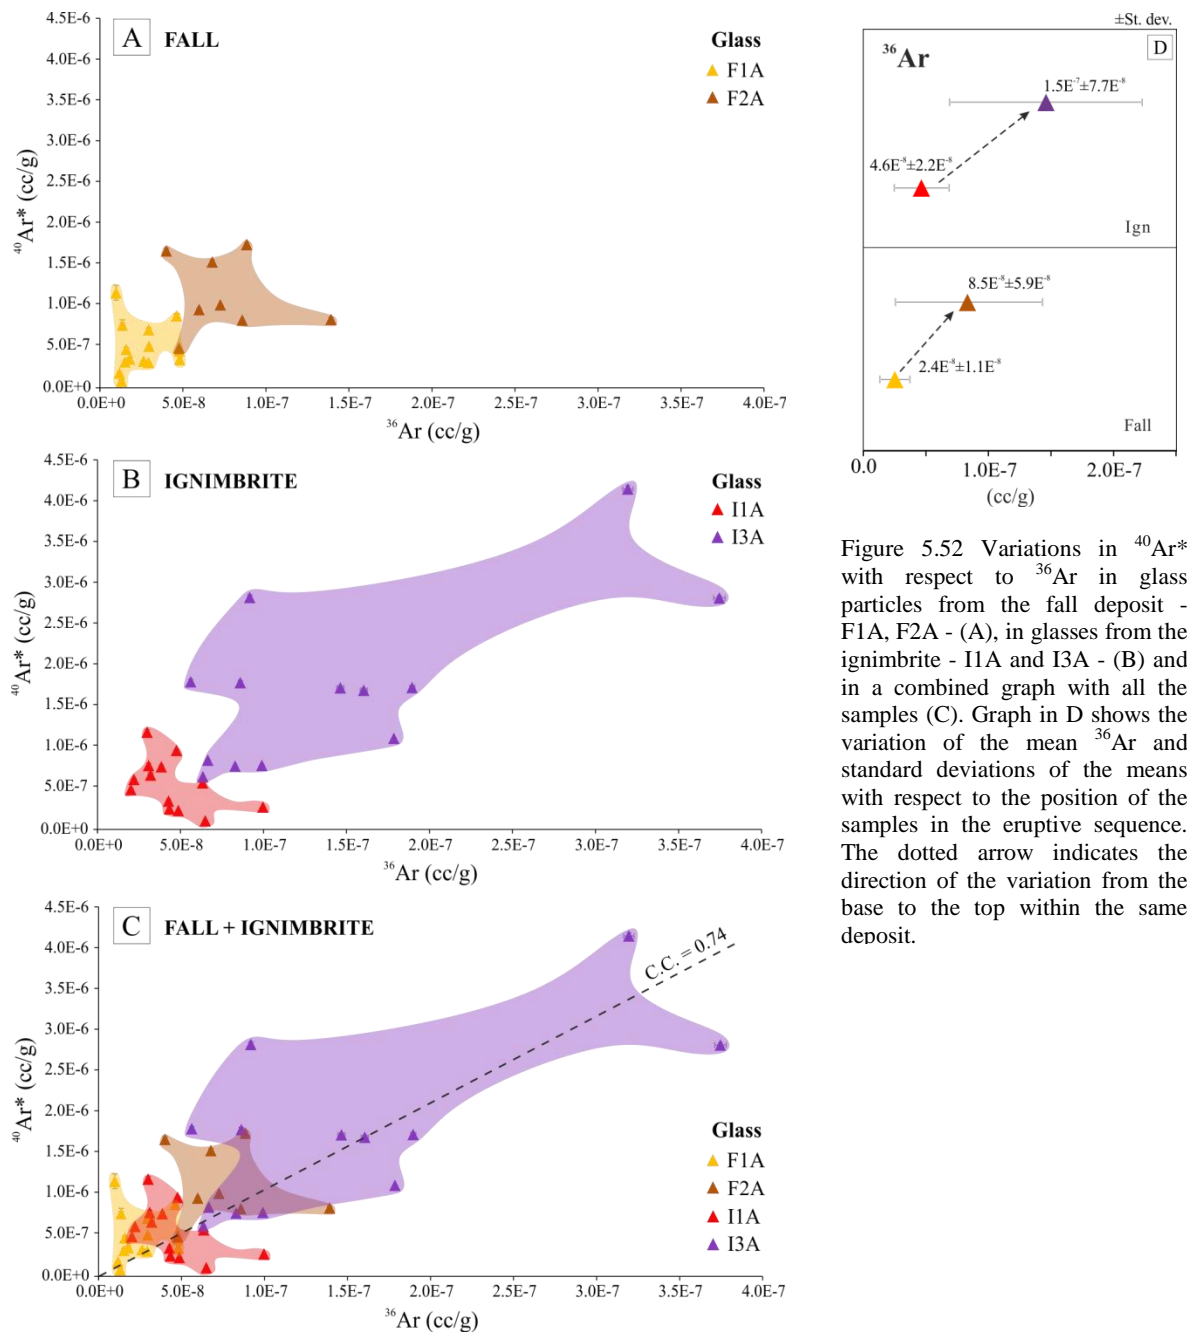 A FALL
Glass
F1A
F2A
4.5E-6
4.0E-6
3.5E-6
3.0E-6
2.5E-6
2.0E-6
1.5E-6
1.0E-6
5.0E-7
0.0E+0
⁴⁰Ar* (cc/g)
0.0E+0 5.0E-8 1.0E-7 1.5E-7 2.0E-7 2.5E-7 3.0E-7 3.5E-7 4.0E-7
³⁶Ar (cc/g)
B IGNIMBRITE
Glass
I1A
I3A
4.5E-6
4.0E-6
3.5E-6
3.0E-6
2.5E-6
2.0E-6
1.5E-6
1.0E-6
5.0E-7
0.0E+0
⁴⁰Ar* (cc/g)
0.0E+0 5.0E-8 1.0E-7 1.5E-7 2.0E-7 2.5E-7 3.0E-7 3.5E-7 4.0E-7
³⁶Ar (cc/g)
C FALL + IGNIMBRITE
C.C. = 0.74
4.5E-6
4.0E-6
3.5E-6
3.0E-6
2.5E-6
2.0E-6
1.5E-6
1.0E-6
5.0E-7
0.0E+0
⁴⁰Ar* (cc/g)
Glass
F1A
F2A
I1A
I3A
0.0E+0 5.0E-8 1.0E-7 1.5E-7 2.0E-7 2.5E-7 3.0E-7 3.5E-7 4.0E-7
³⁶Ar (cc/g)
±St. dev.
D
³⁶Ar
1.5E⁻⁷±7.7E⁻⁸
4.6E⁻⁸±2.2E⁻⁸
Ign
8.5E⁻⁸±5.9E⁻⁸
2.4E⁻⁸±1.1E⁻⁸
Fall
0.0 1.0E-7 2.0E-7
(cc/g)
Figure 5.52 Variations in ⁴⁰Ar*
with respect to ³⁶Ar in glass
particles from the fall deposit -
F1A, F2A - (A), in glasses from the
ignimbrite - I1A and I3A - (B) and
in a combined graph with all the
samples (C). Graph in D shows the
variation of the mean ³⁶Ar and
standard deviations of the means
with respect to the position of the
samples in the eruptive sequence.
The dotted arrow indicates the
direction of the variation from the
base to the top within the same
deposit.